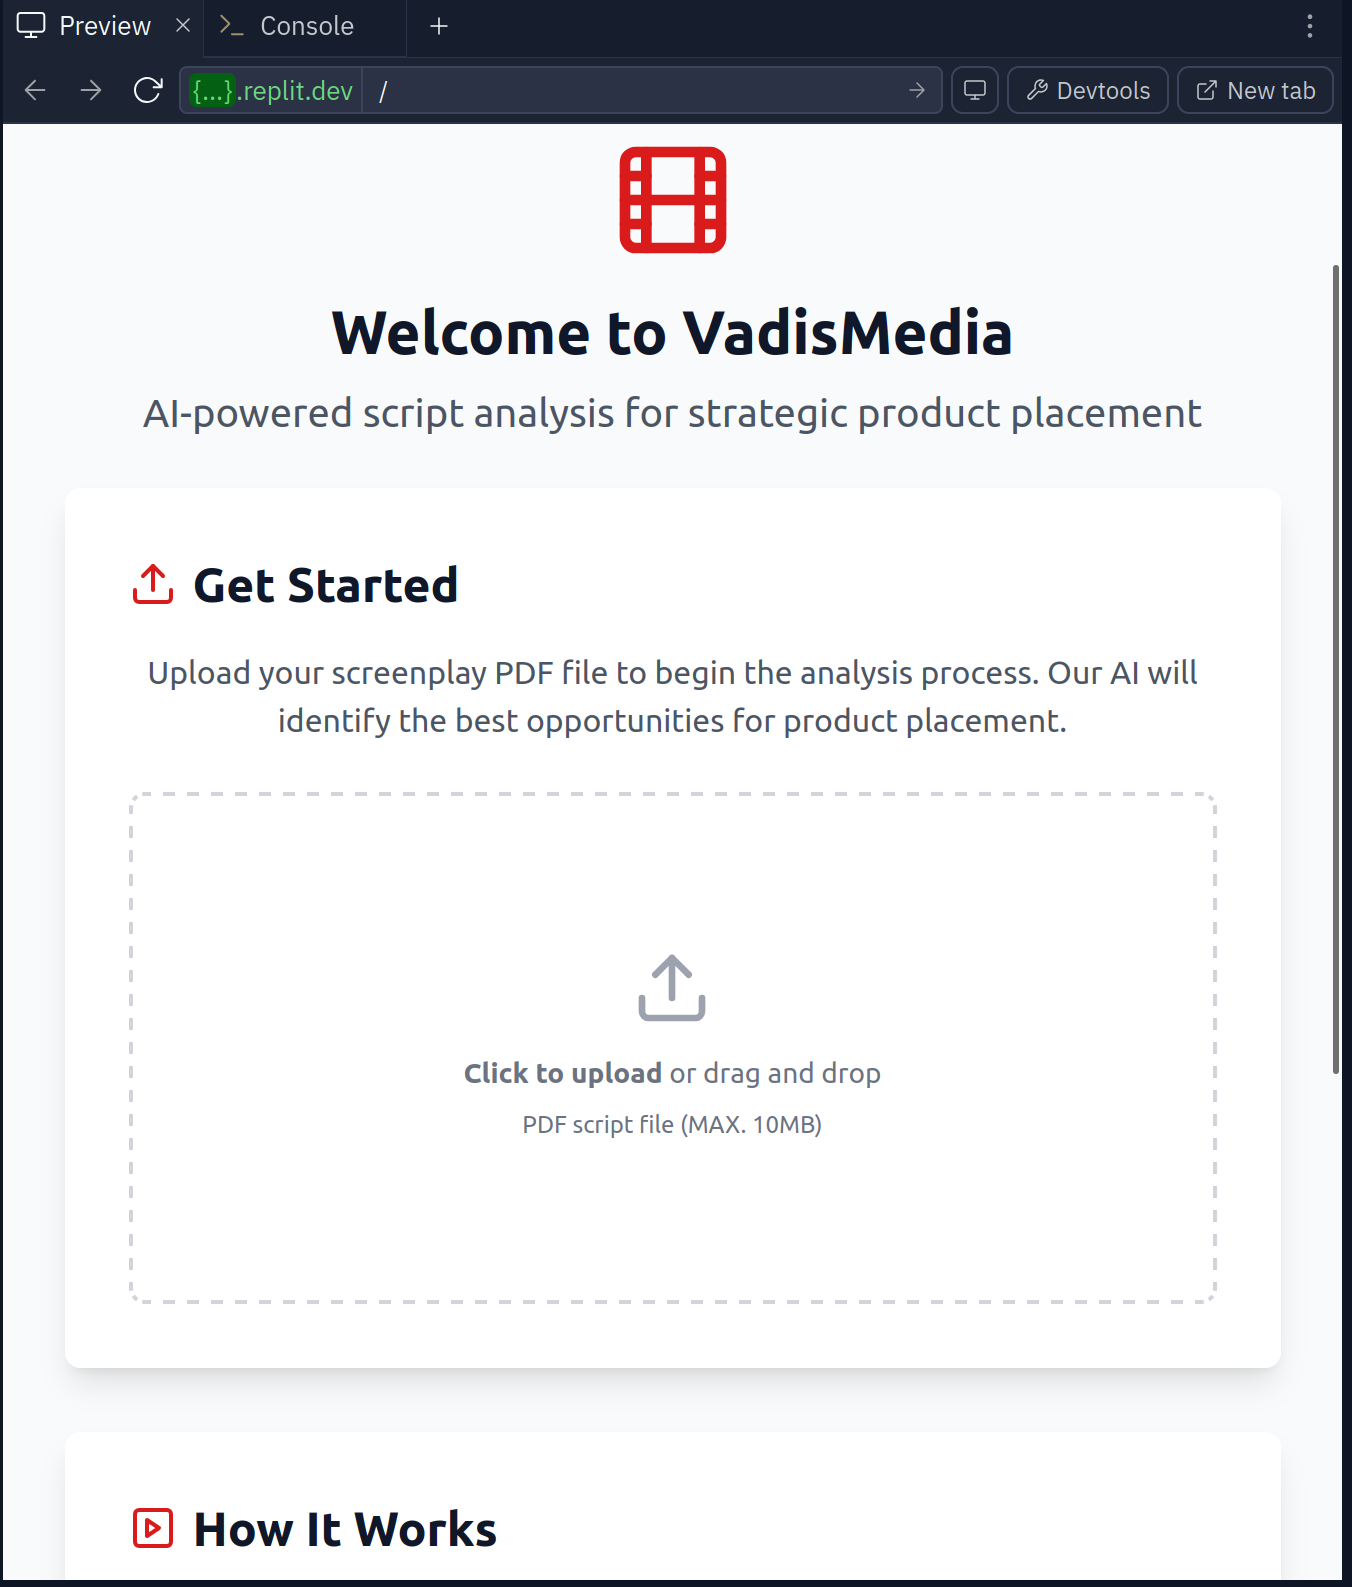 Preview
Console
{...}.replit.dev
/
Devtools
New tab
Welcome to VadisMedia
AI-powered script analysis for strategic product placement
Get Started
Upload your screenplay PDF file to begin the analysis process. Our AI will
identify the best opportunities for product placement.
Click to upload or drag and drop
PDF script file (MAX. 10MB)
How It Works